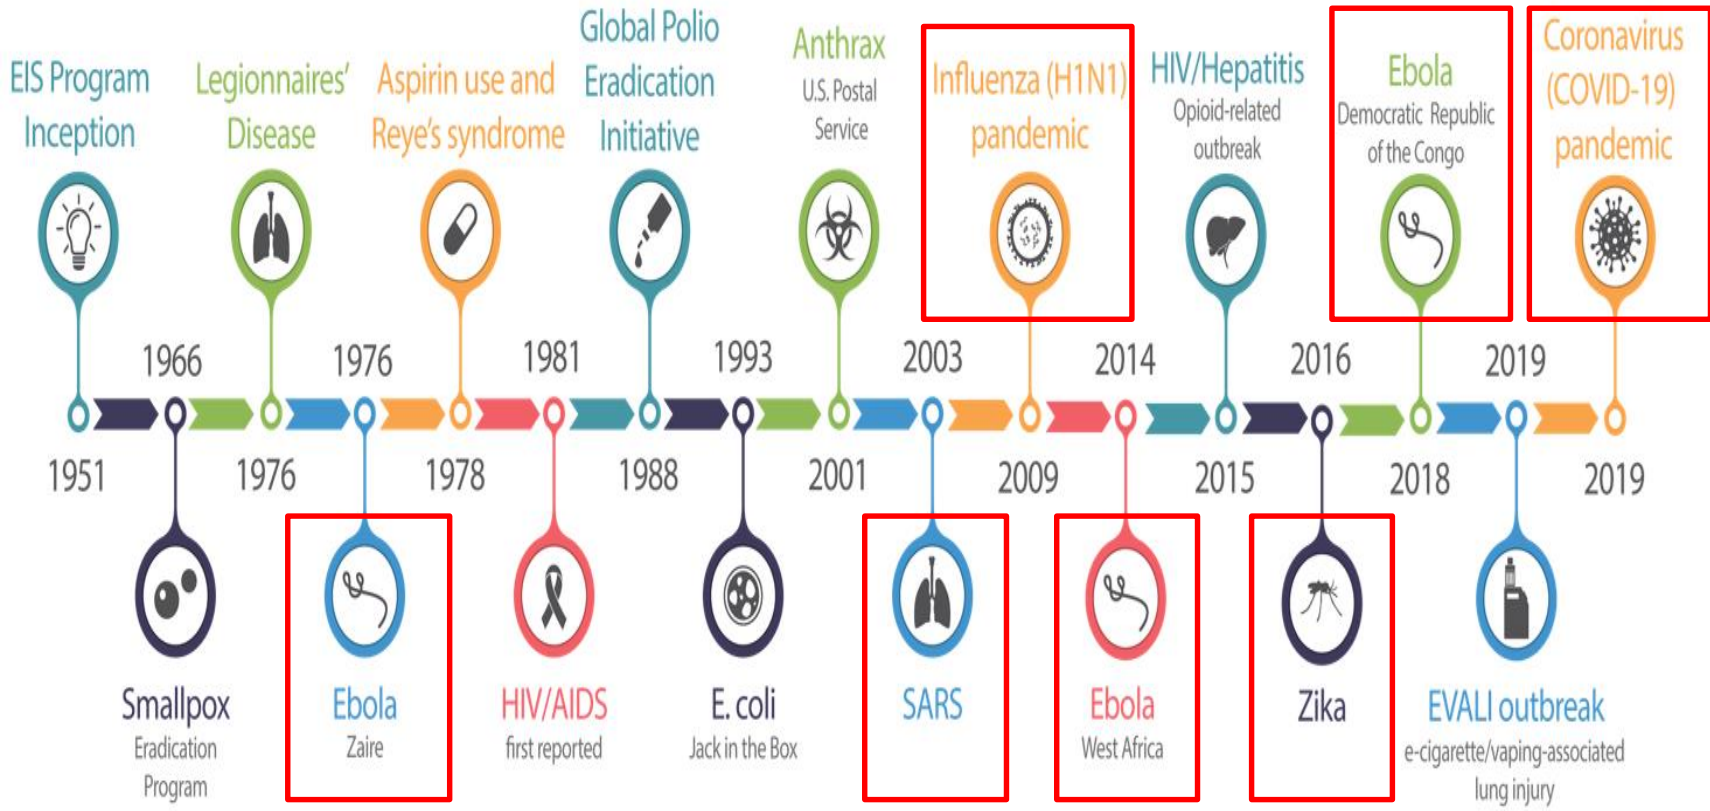 EIS Program
Inception
Legionnaires'
Disease
Aspirin use and
Reye's syndrome
Global Polio
Eradication
Initiative
Anthrax
U.S. Postal
Service
Influenza (H1N1)
pandemic
HIV/Hepatitis
Opioid-related
outbreak
Ebola
Democratic Republic
of the Congo
Coronavirus
(COVID-19)
pandemic
1966
1976
1981
1993
2003
2014
2016
2019
1951
1976
1978
1988
2001
2009
2015
2018
2019
Smallpox
Eradication
Program
Ebola
Zaire
HIV/AIDS
first reported
E. coli
Jack in the Box
SARS
Ebola
West Africa
Zika
EVALI outbreak
e-cigarette/vaping-associated
lung injury